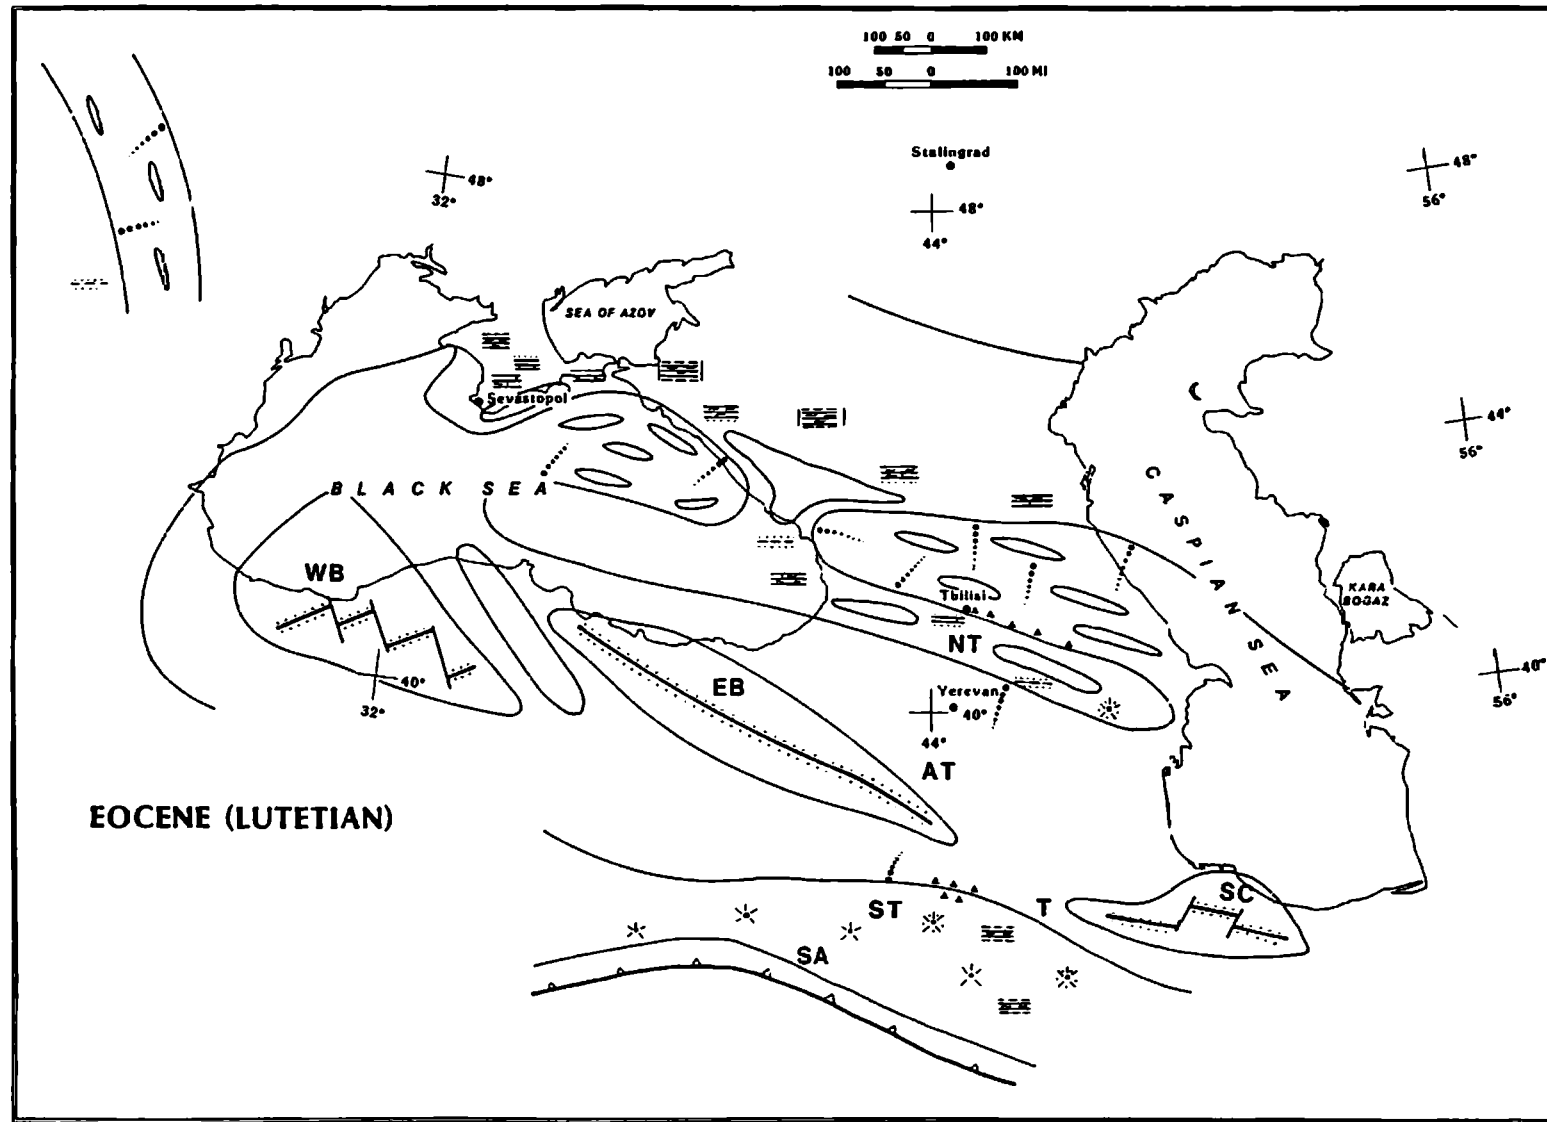 100 50 0 100 KM
100 50 0 100 MI
Stalingrad
48°
32°
48°
44°
48°
56°
SEA OF AZOV
Sevastopol
44°
56°
BLACK SEA
CASPIAN SEA
WB
KARA
BOGAZ
Tbilisi
NT
40°
32°
EB
Yerevan
40°
44°
40°
56°
AT
EOCENE (LUTETIAN)
SC
ST
T
SA